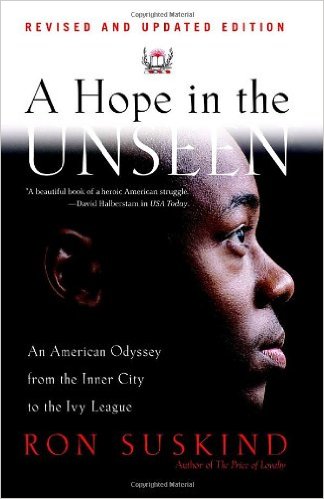 REVISED AND UPDATED EDITION
A Hope in the
UNSEEN
"A beautiful book of a heroic American struggle.
—David Halberstam in USA Today.
An American Odyssey
from the Inner City
to the Ivy League
RON SUSKIND
Author of The Price of Loyalty